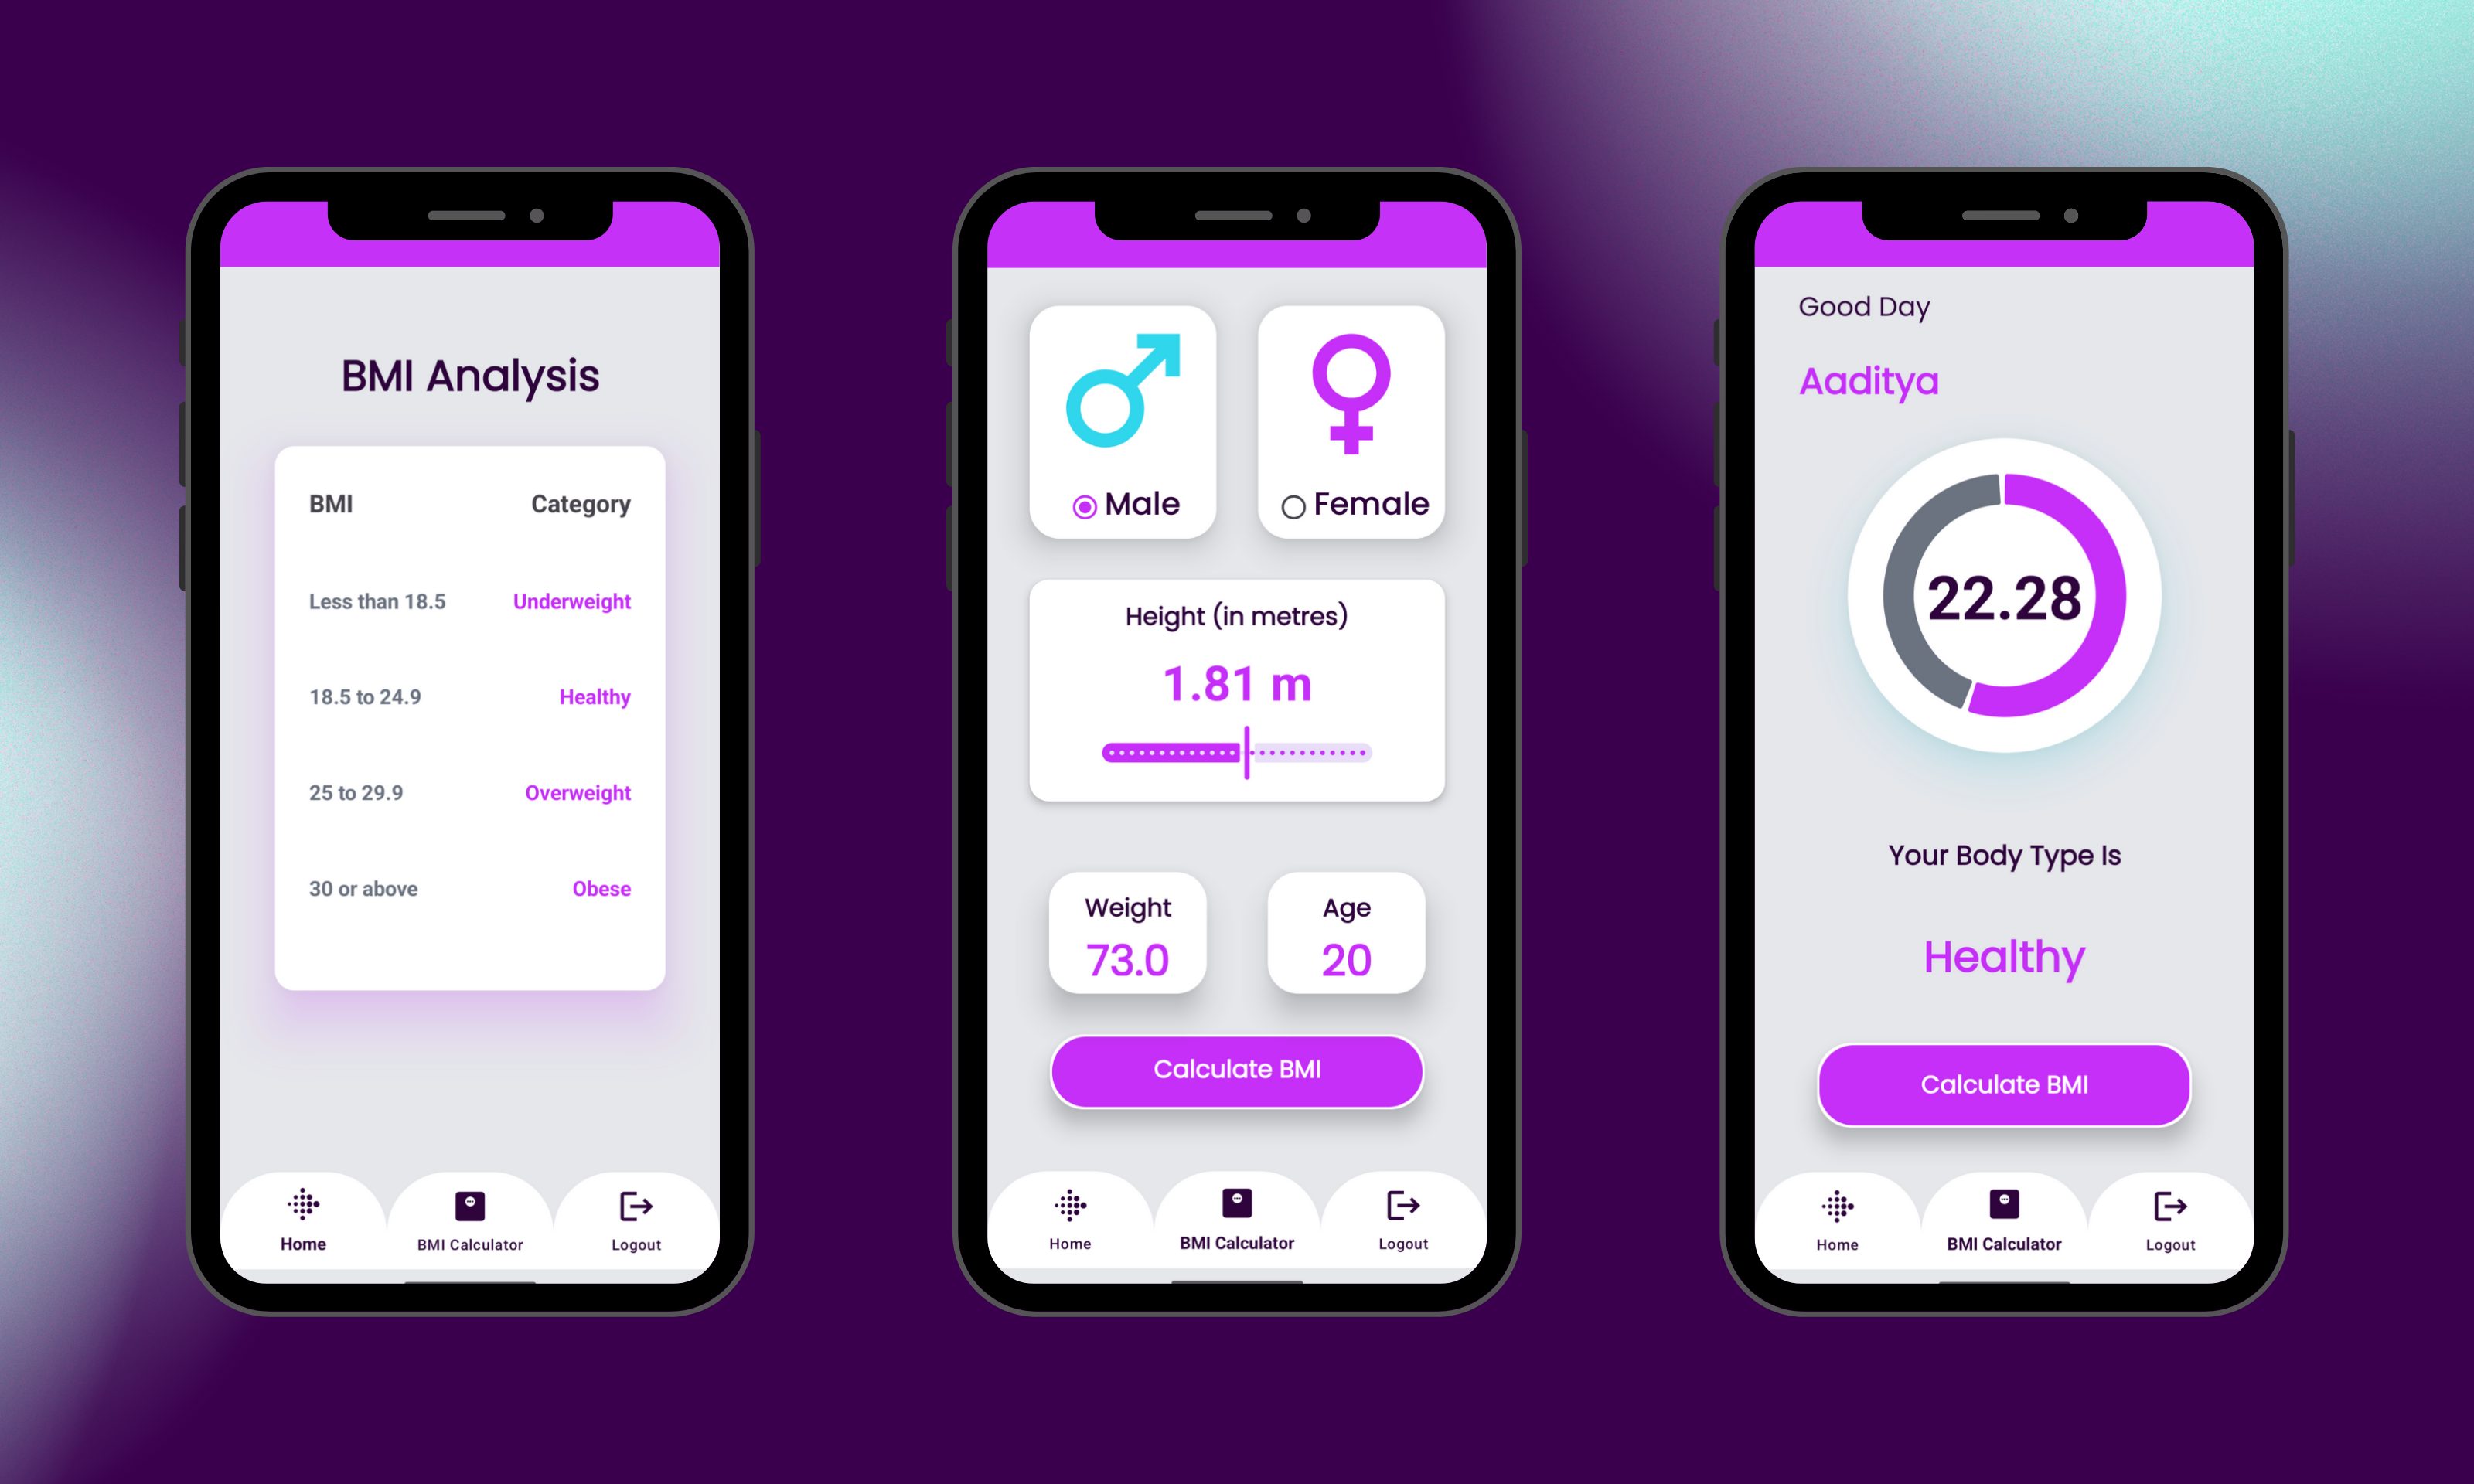 BMI Analysis
BMI Category
Less than 18.5 Underweight
18.5 to 24.9 Healthy
25 to 29.9 Overweight
30 or above Obese
Home BMI Calculator Logout
Male Female
Height (in metres)
1.81 m
Weight Age
73.0 20
Calculate BMI
Home BMI Calculator Logout
Good Day
Aaditya
22.28
Your Body Type Is
Healthy
Calculate BMI
Home BMI Calculator Logout